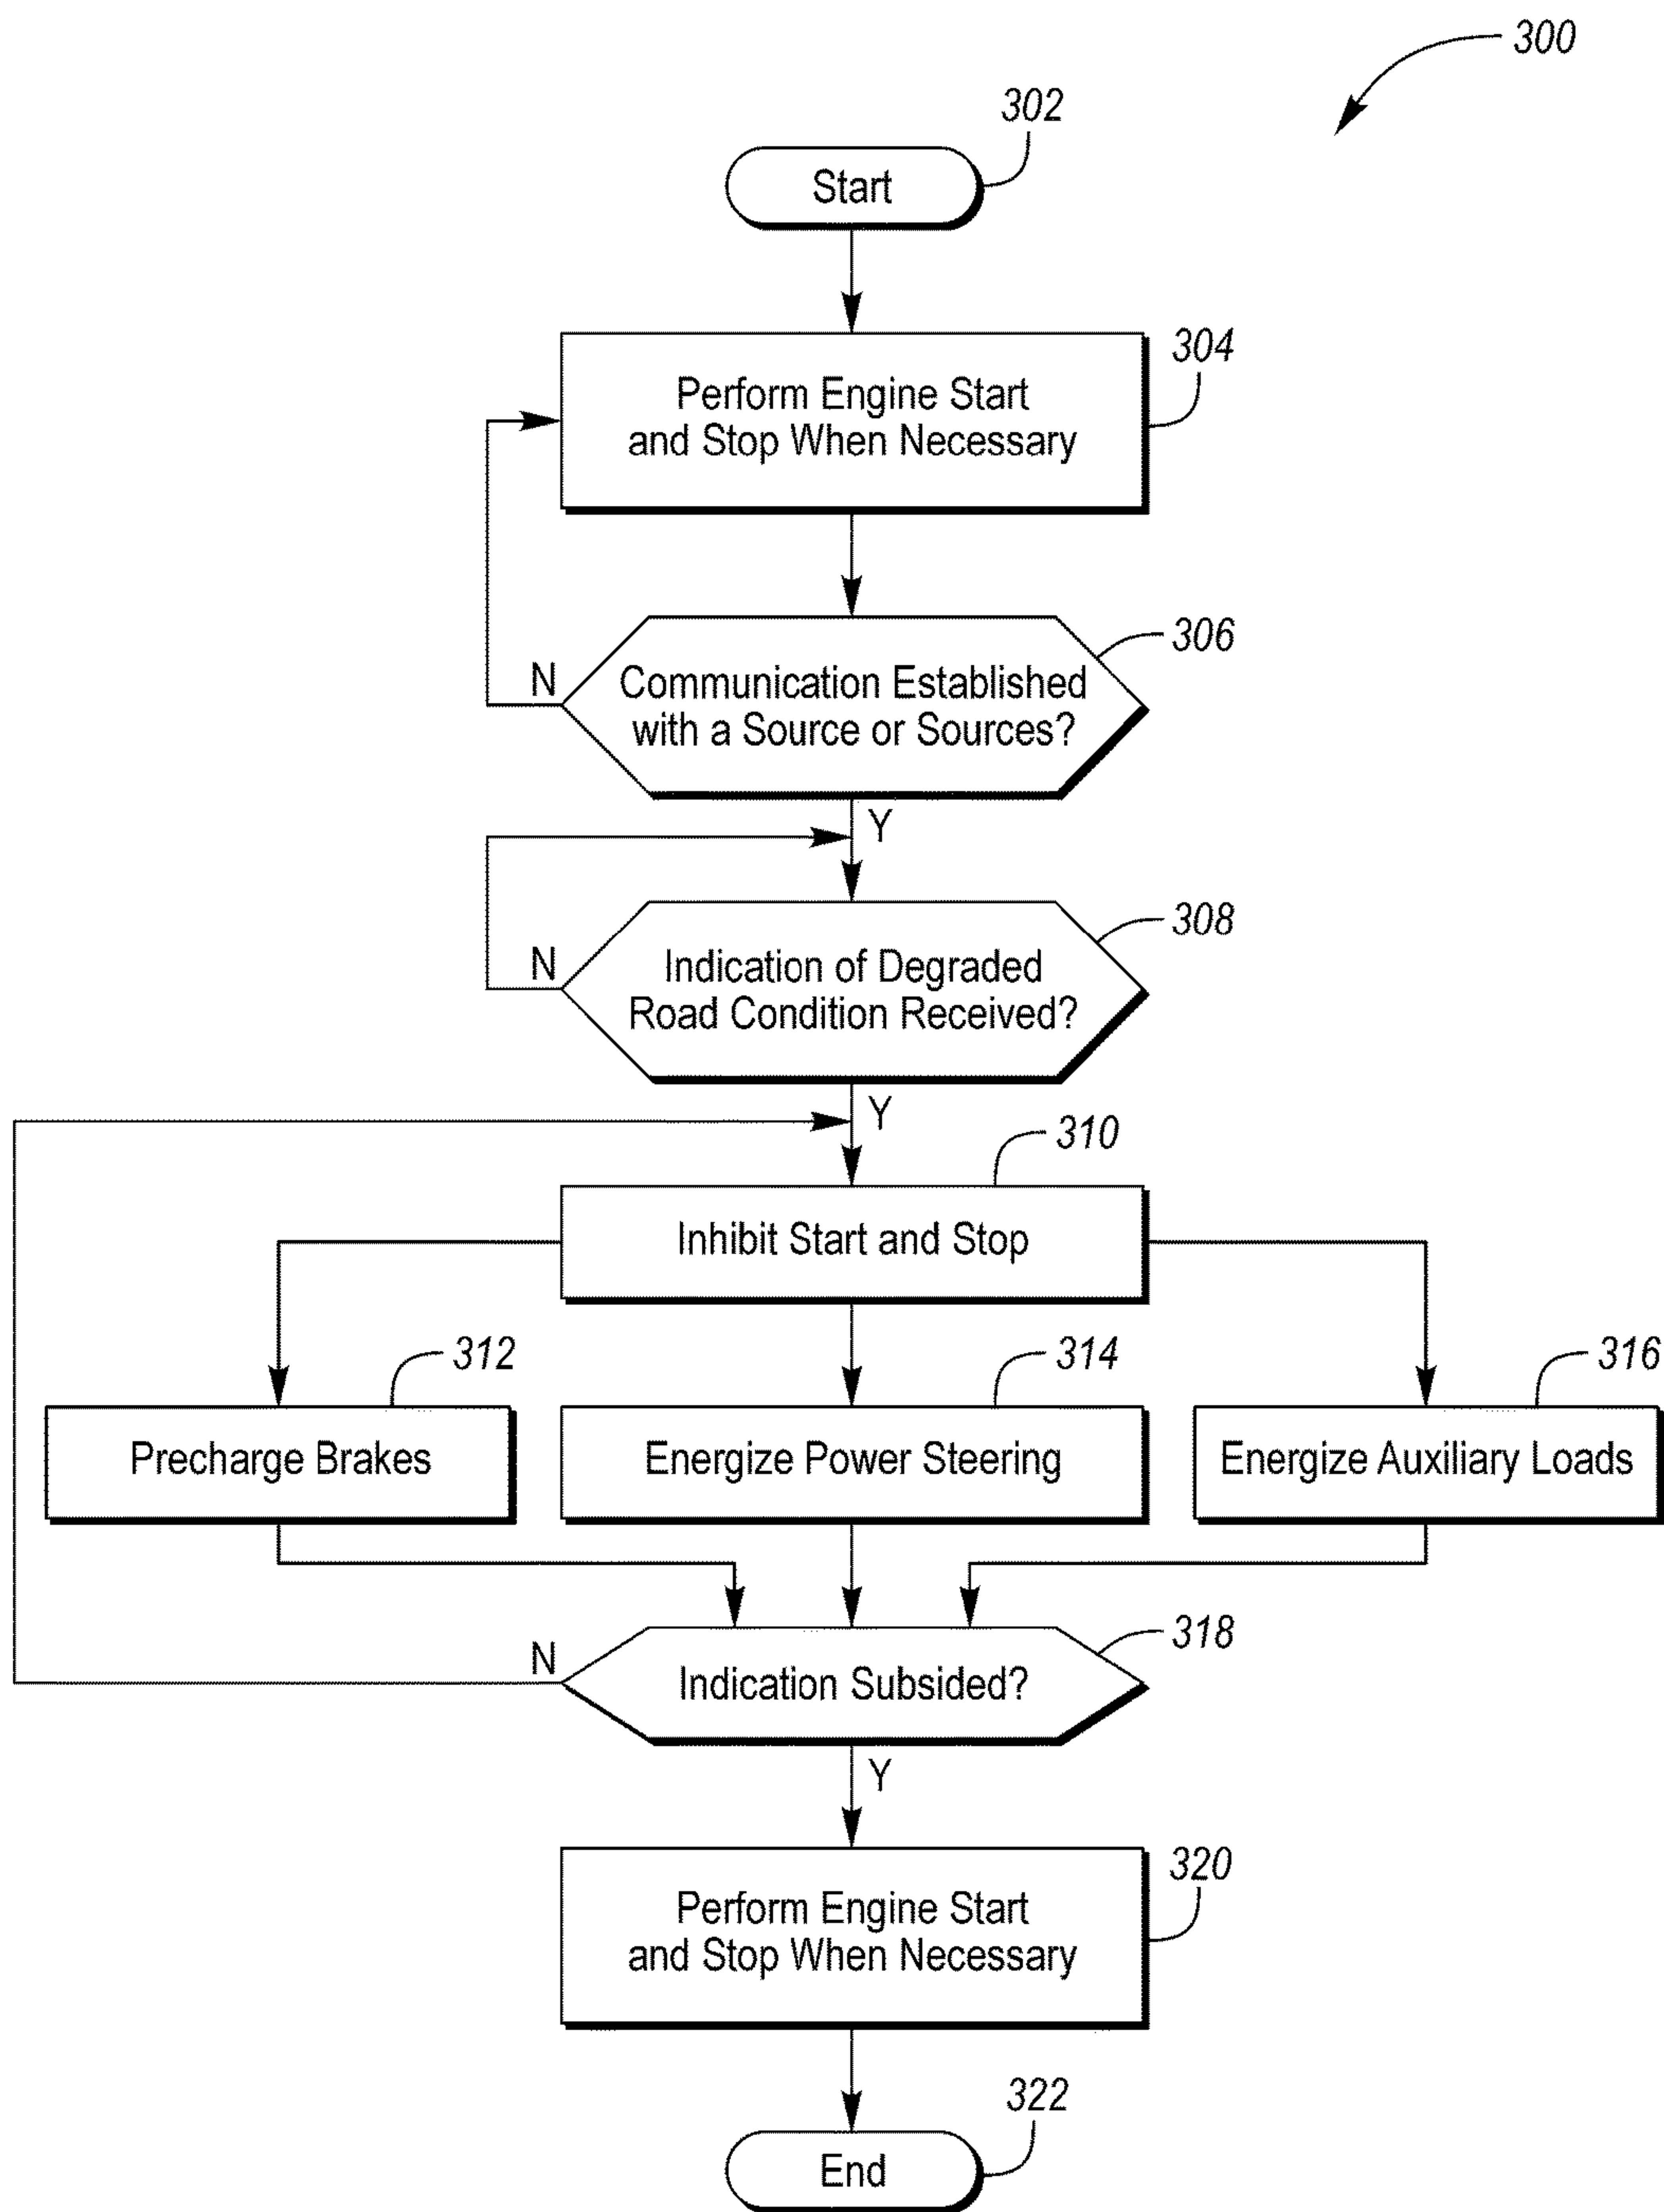 300
302
Start
304
Perform Engine Start
and Stop When Necessary
306
N
Communication Established
with a Source or Sources?
Y
308
N
Indication of Degraded
Road Condition Received?
Y
310
Inhibit Start and Stop
312
314
316
Precharge Brakes
Energize Power Steering
Energize Auxiliary Loads
318
N
Indication Subsided?
Y
320
Perform Engine Start
and Stop When Necessary
322
End